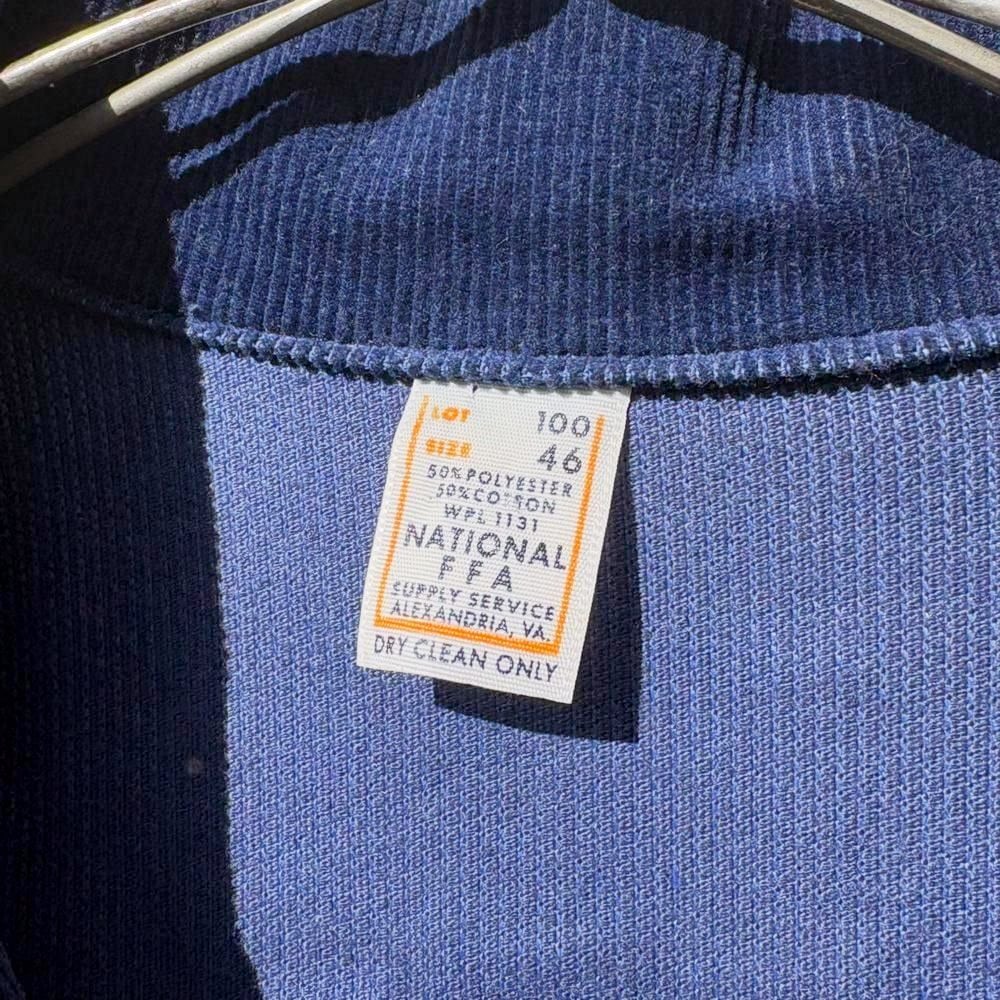 LOT 100
SIZE 46
50% POLYESTER
50% COTTON
WPL 1131
NATIONAL
FFA
SUPPLY SERVICE
ALEXANDRIA, VA.
DRY CLEAN ONLY